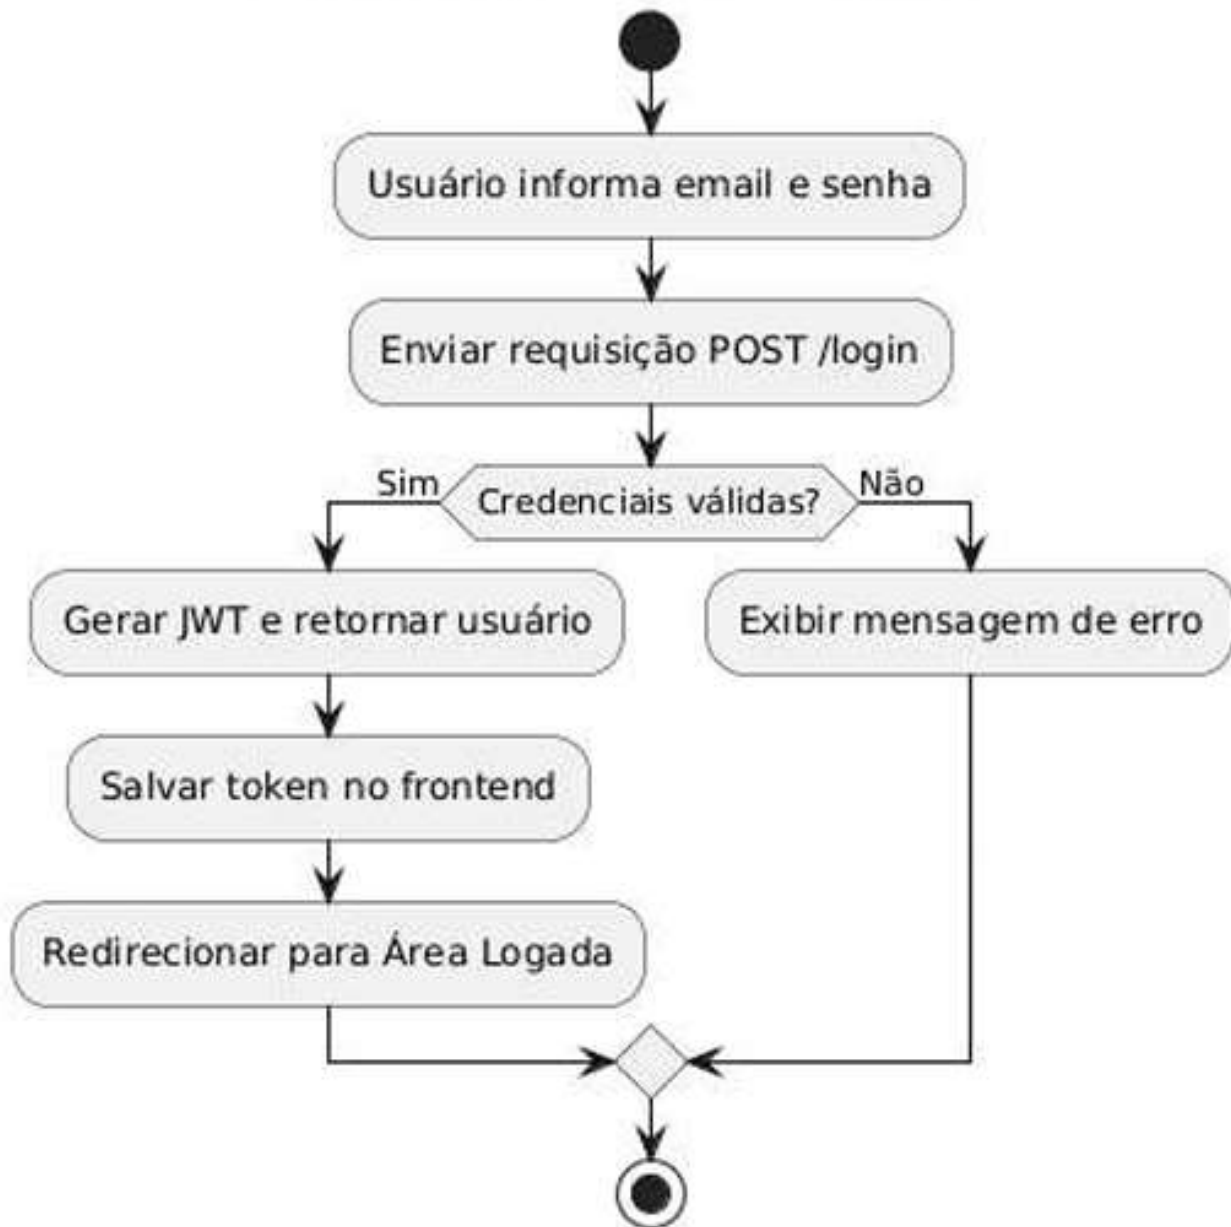 Usuário informa email e senha
Enviar requisição POST /login
Sim
Credenciais válidas?
Não
Gerar JWT e retornar usuário
Exibir mensagem de erro
Salvar token no frontend
Redirecionar para Área Logada